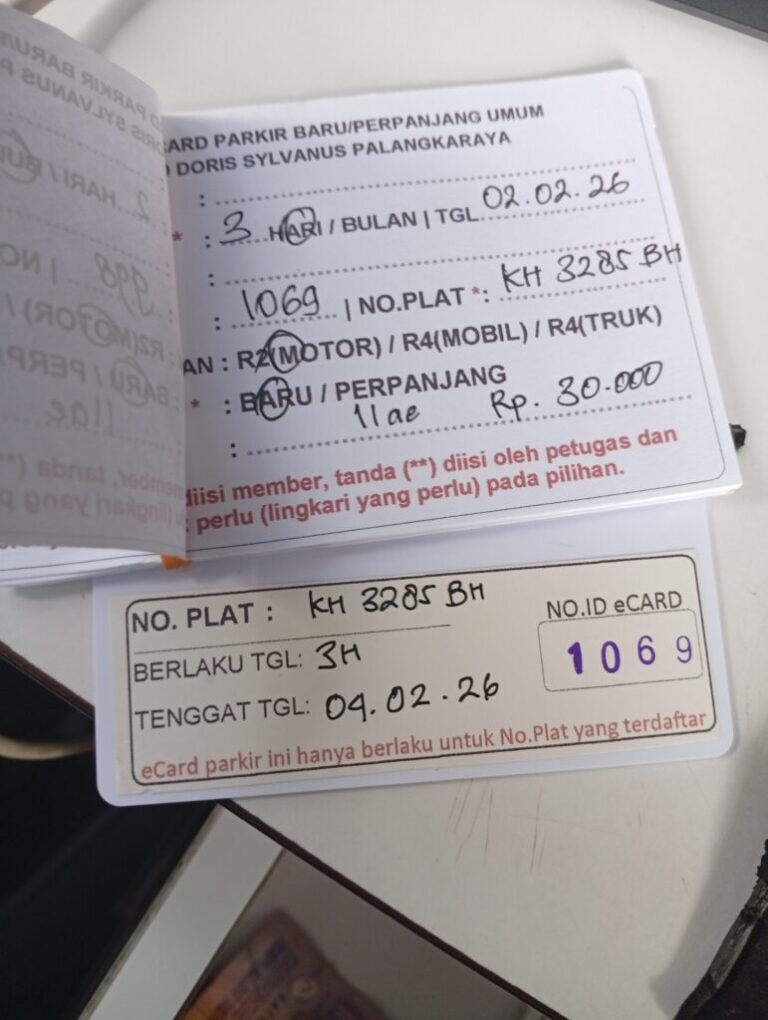 ARD PARKIR BARU/PERPANJANG UMUM
DORIS SYLVANUS PALANGKARAYA
:
* : 3 HARI / BULAN | TGL 02.02.26
:
: 1069 | NO.PLAT *: KH 3285 BH
AN : R2(MOTOR) / R4(MOBIL) / R4(TRUK)
* : BARU / PERPANJANG
: 11ae Rp. 30.000
diisi member, tanda (**) diisi oleh petugas dan
perlu (lingkari yang perlu) pada pilihan.
NO. PLAT : KH 3285 BH
NO.ID eCARD
1069
BERLAKU TGL: 3H
TENGGAT TGL: 04.02.26
eCard parkir ini hanya berlaku untuk No.Plat yang terdaftar